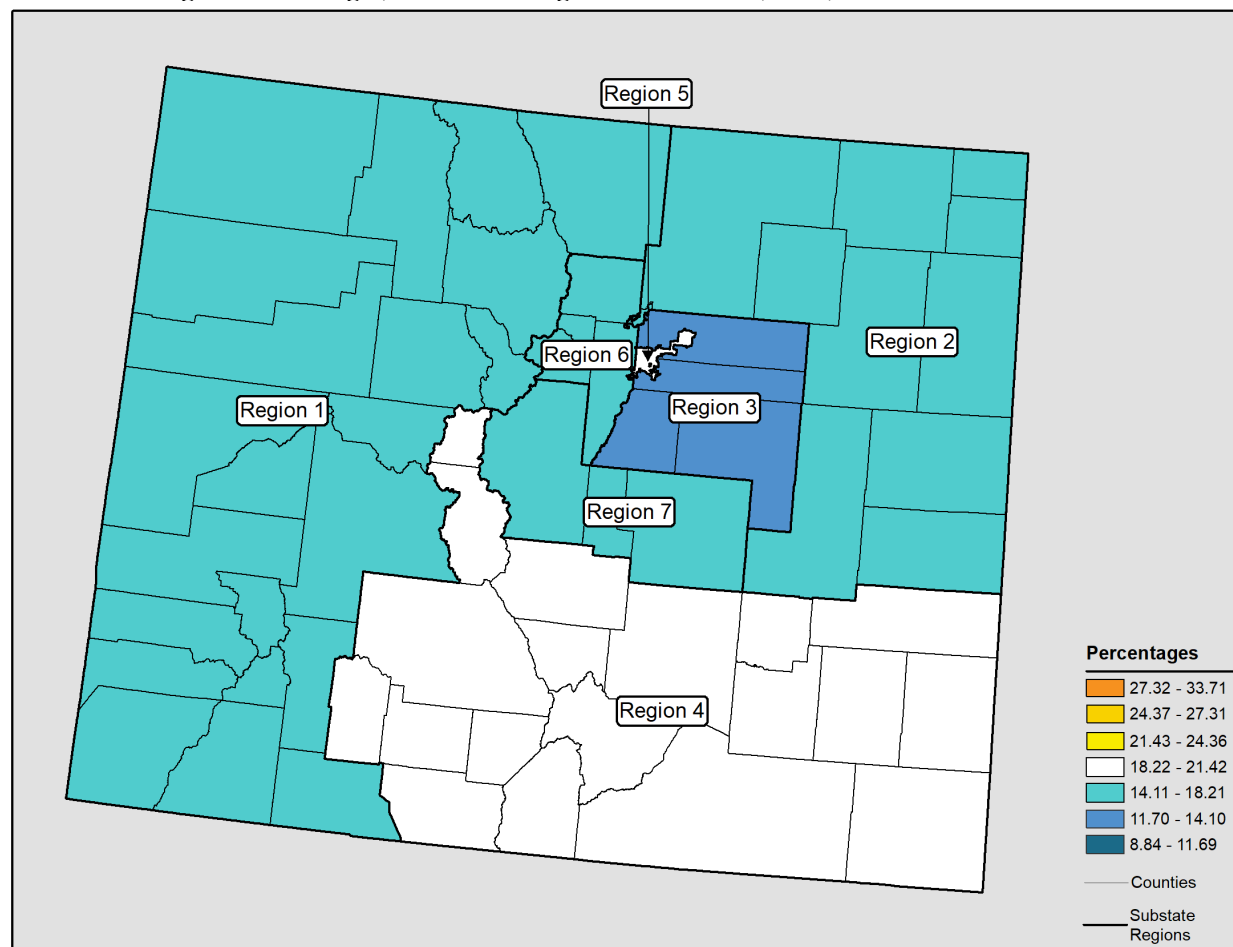 Region 5
Region 2
Region 6
Region 3
Region 1
Region 7
Region 4
Percentages
27.32 - 33.71
24.37 - 27.31
21.43 - 24.36
18.22 - 21.42
14.11 - 18.21
11.70 - 14.10
8.84 - 11.69
Counties
Substate
Regions